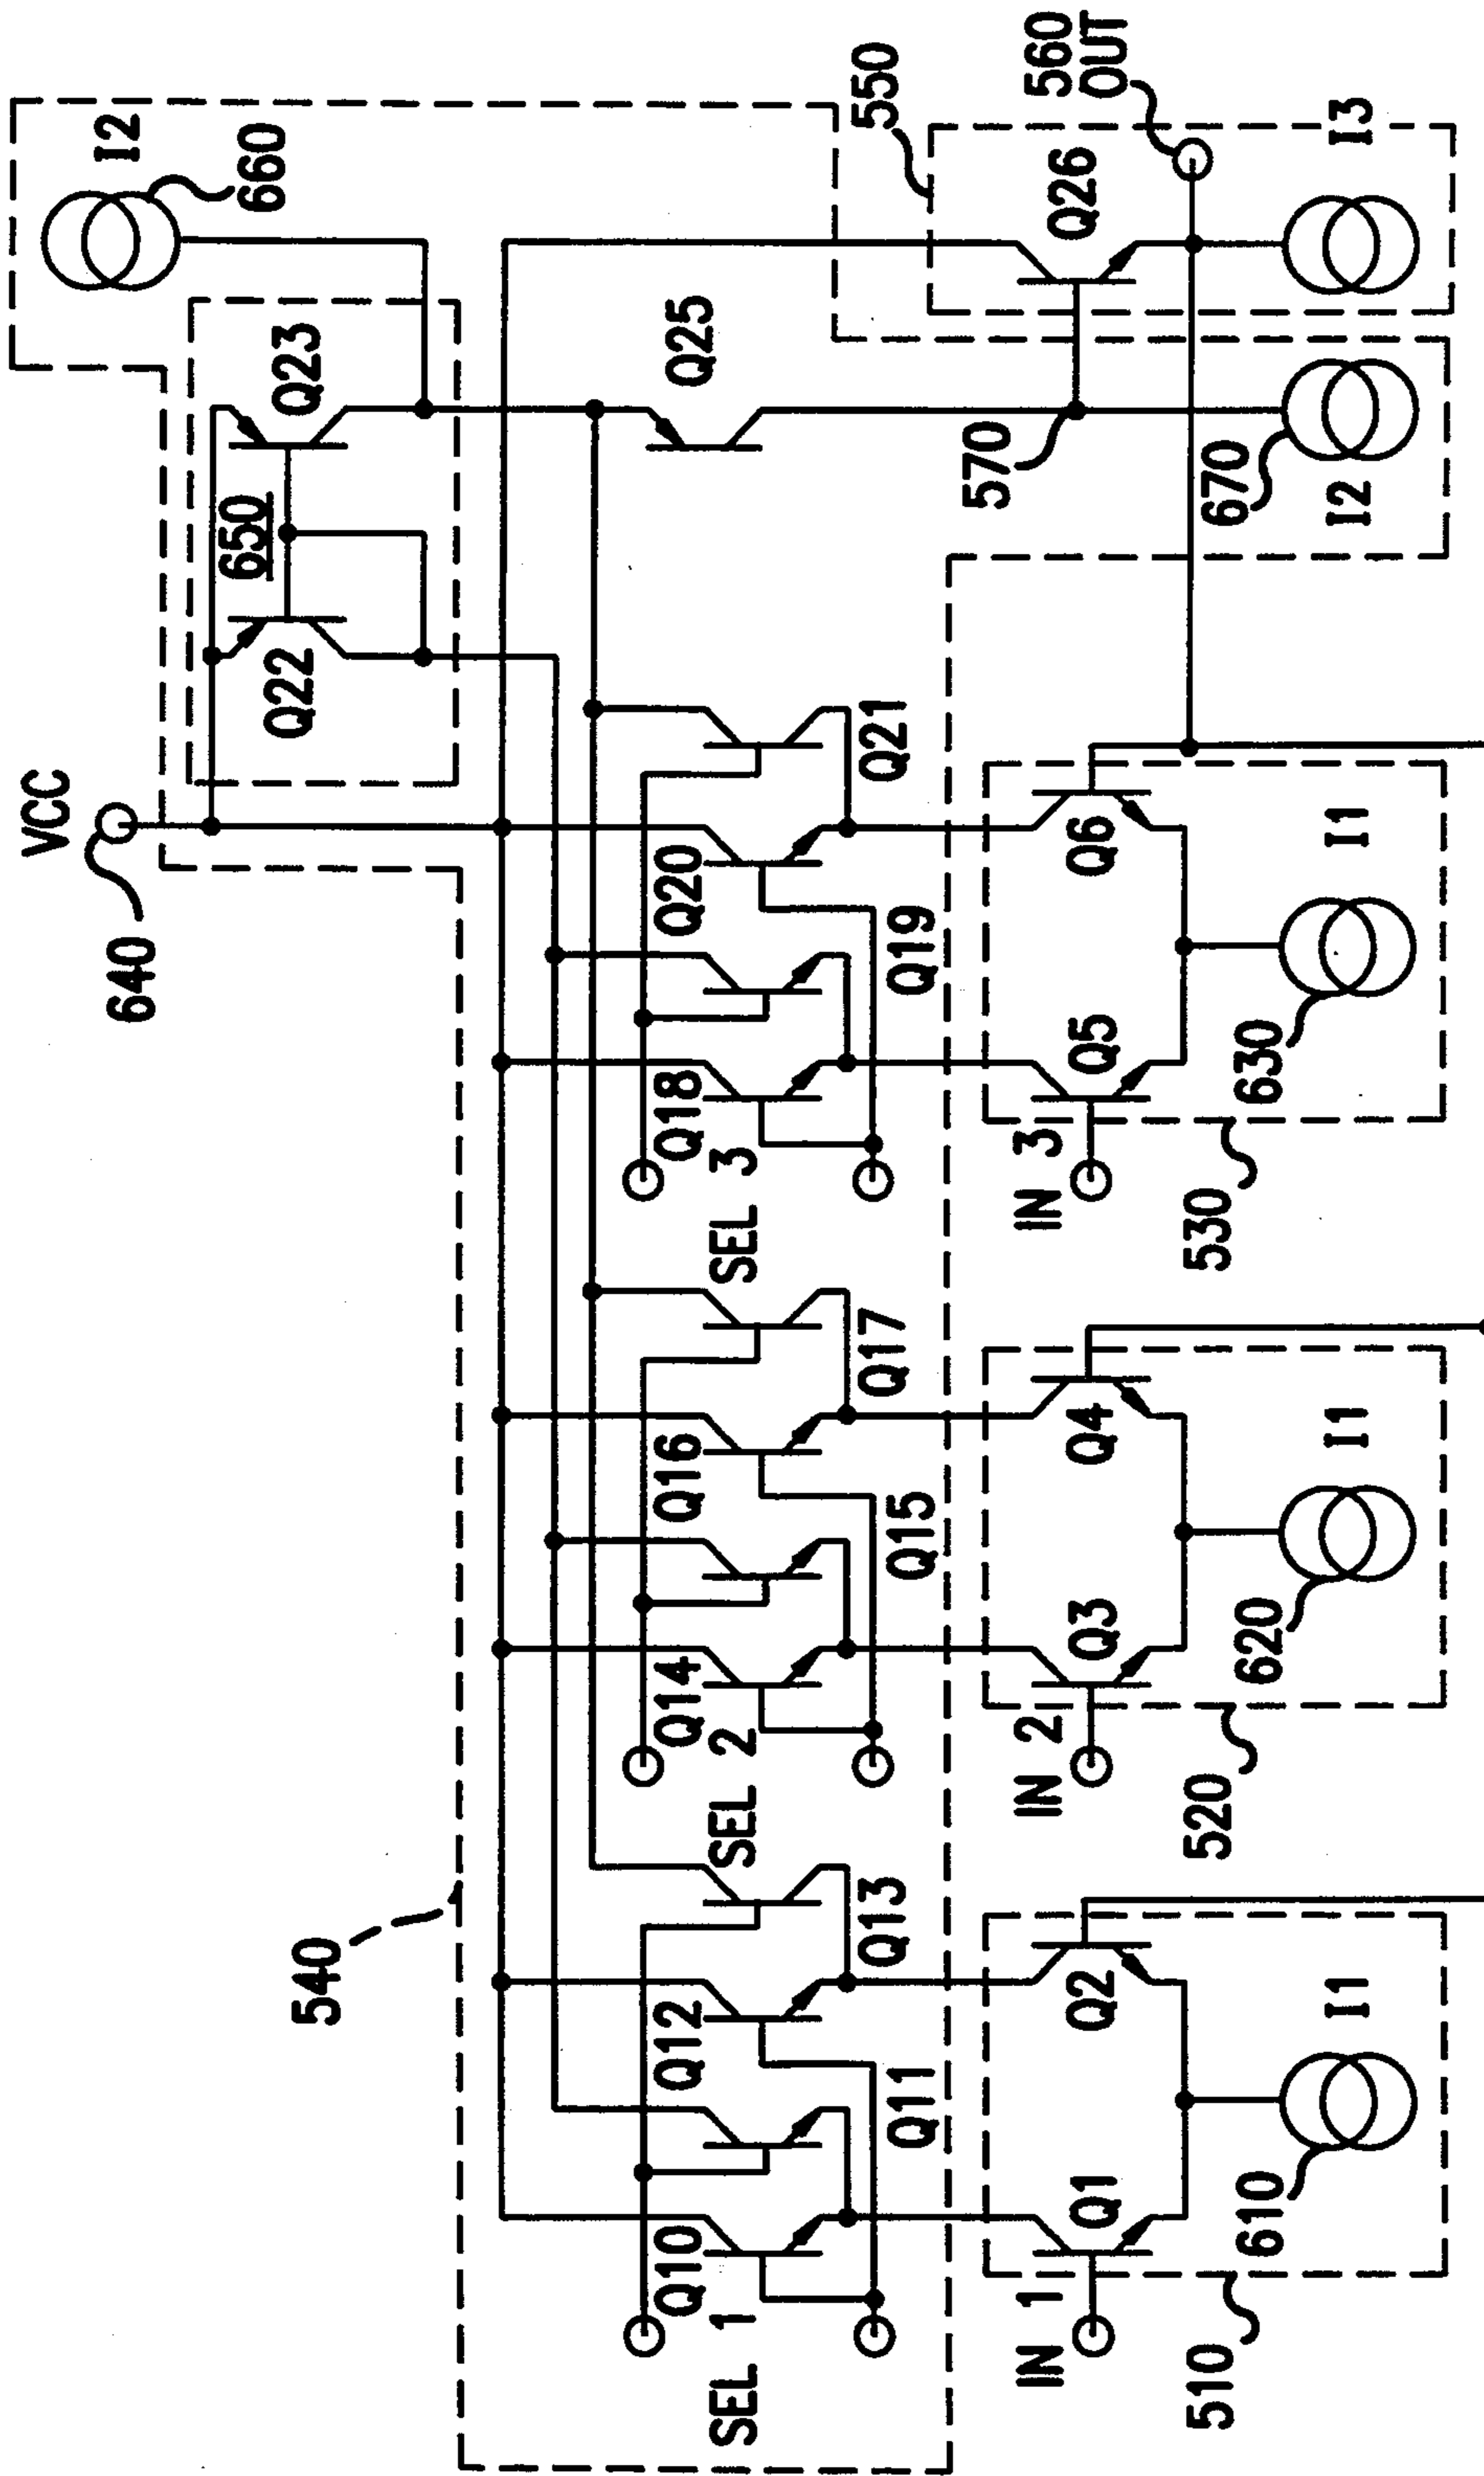 VCC
640
I2
660
Q22
650
Q23
540
Q25
550
560
OUT
Q26
570
670
I2
I3
SEL 1
Q10
Q11
Q12
Q13
SEL 2
Q14
Q15
Q16
Q17
SEL 3
Q18
Q19
Q20
Q21
IN 1
Q1
Q2
510
610
I1
IN 2
Q3
Q4
520
620
I1
IN 3
Q5
Q6
530
630
I1